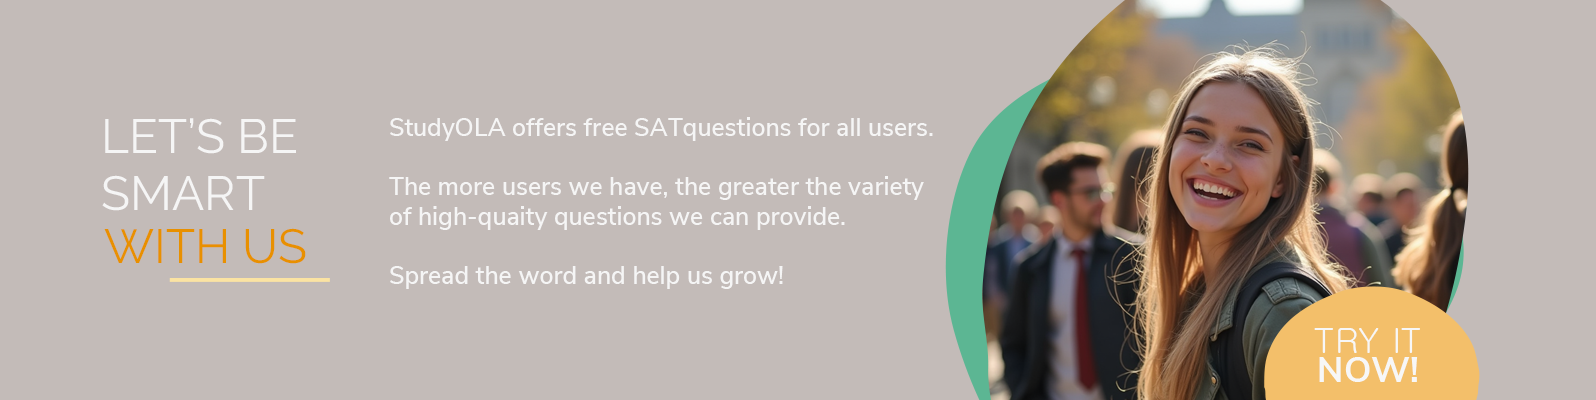 LET'S BE
SMART
WITH US
StudyOLA offers free SATquestions for all users.
The more users we have, the greater the variety
of high-quaity questions we can provide.
Spread the word and help us grow!
TRY IT
NOW!